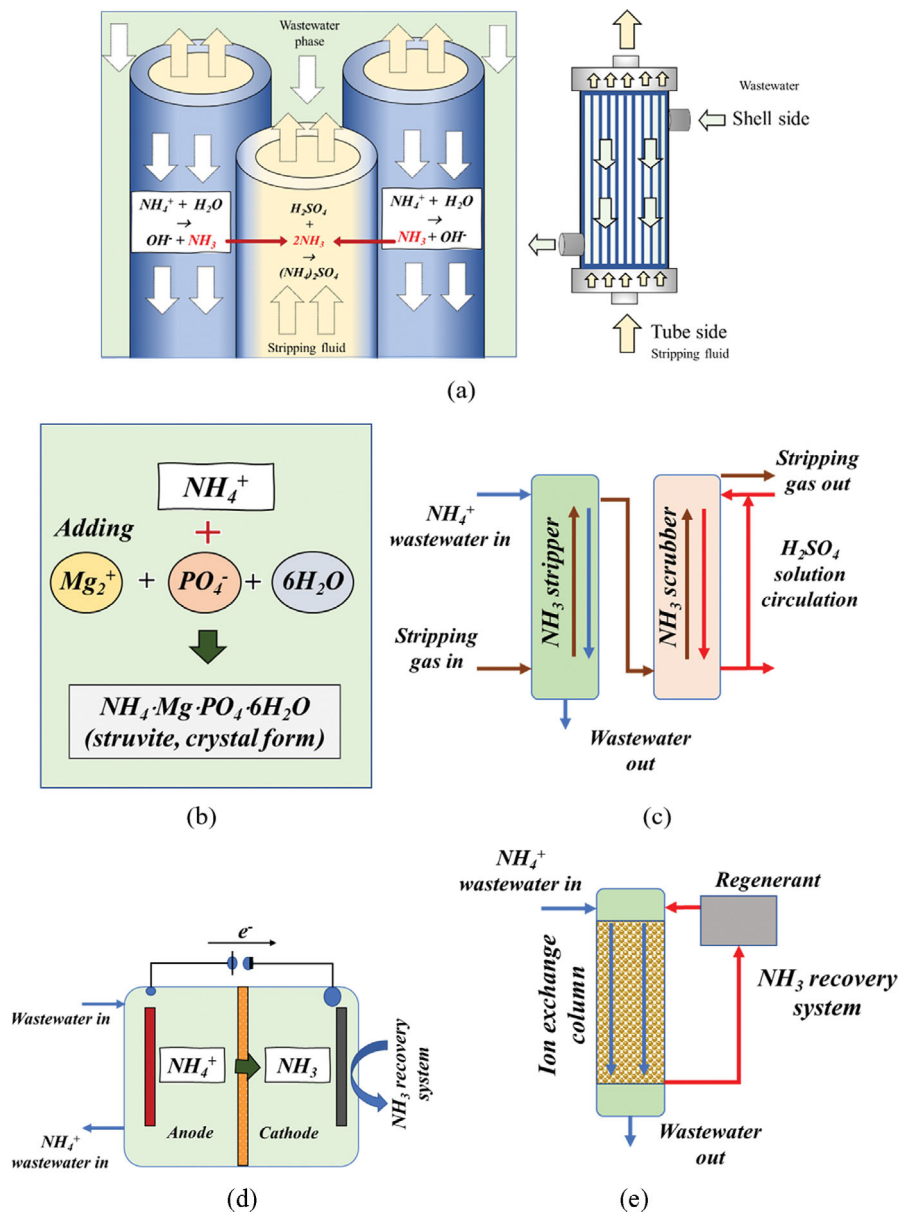 Wastewater
phase
NH₄⁺ + H₂O
→
OH⁻ + NH₃
H₂SO₄
+
2NH₃
→
(NH₄)₂SO₄
NH₄⁺ + H₂O
→
NH₃ + OH⁻
Stripping fluid
Wastewater
Shell side
Tube side
Stripping fluid
(a)
NH₄⁺
+
Adding
Mg₂⁺ + PO₄⁻ + 6H₂O
NH₄·Mg·PO₄·6H₂O
(struvite, crystal form)
(b)
NH₄⁺
wastewater in
Stripping
gas in
NH₃ stripper
Wastewater
out
NH₃ scrubber
Stripping
gas out
H₂SO₄
solution
circulation
(c)
e⁻
Wastewater in
NH₄⁺
NH₃
Anode
Cathode
NH₃ recovery
system
NH₄⁺
wastewater in
(d)
NH₄⁺
wastewater in
Ion exchange
column
Regenerant
NH₃ recovery
system
Wastewater
out
(e)